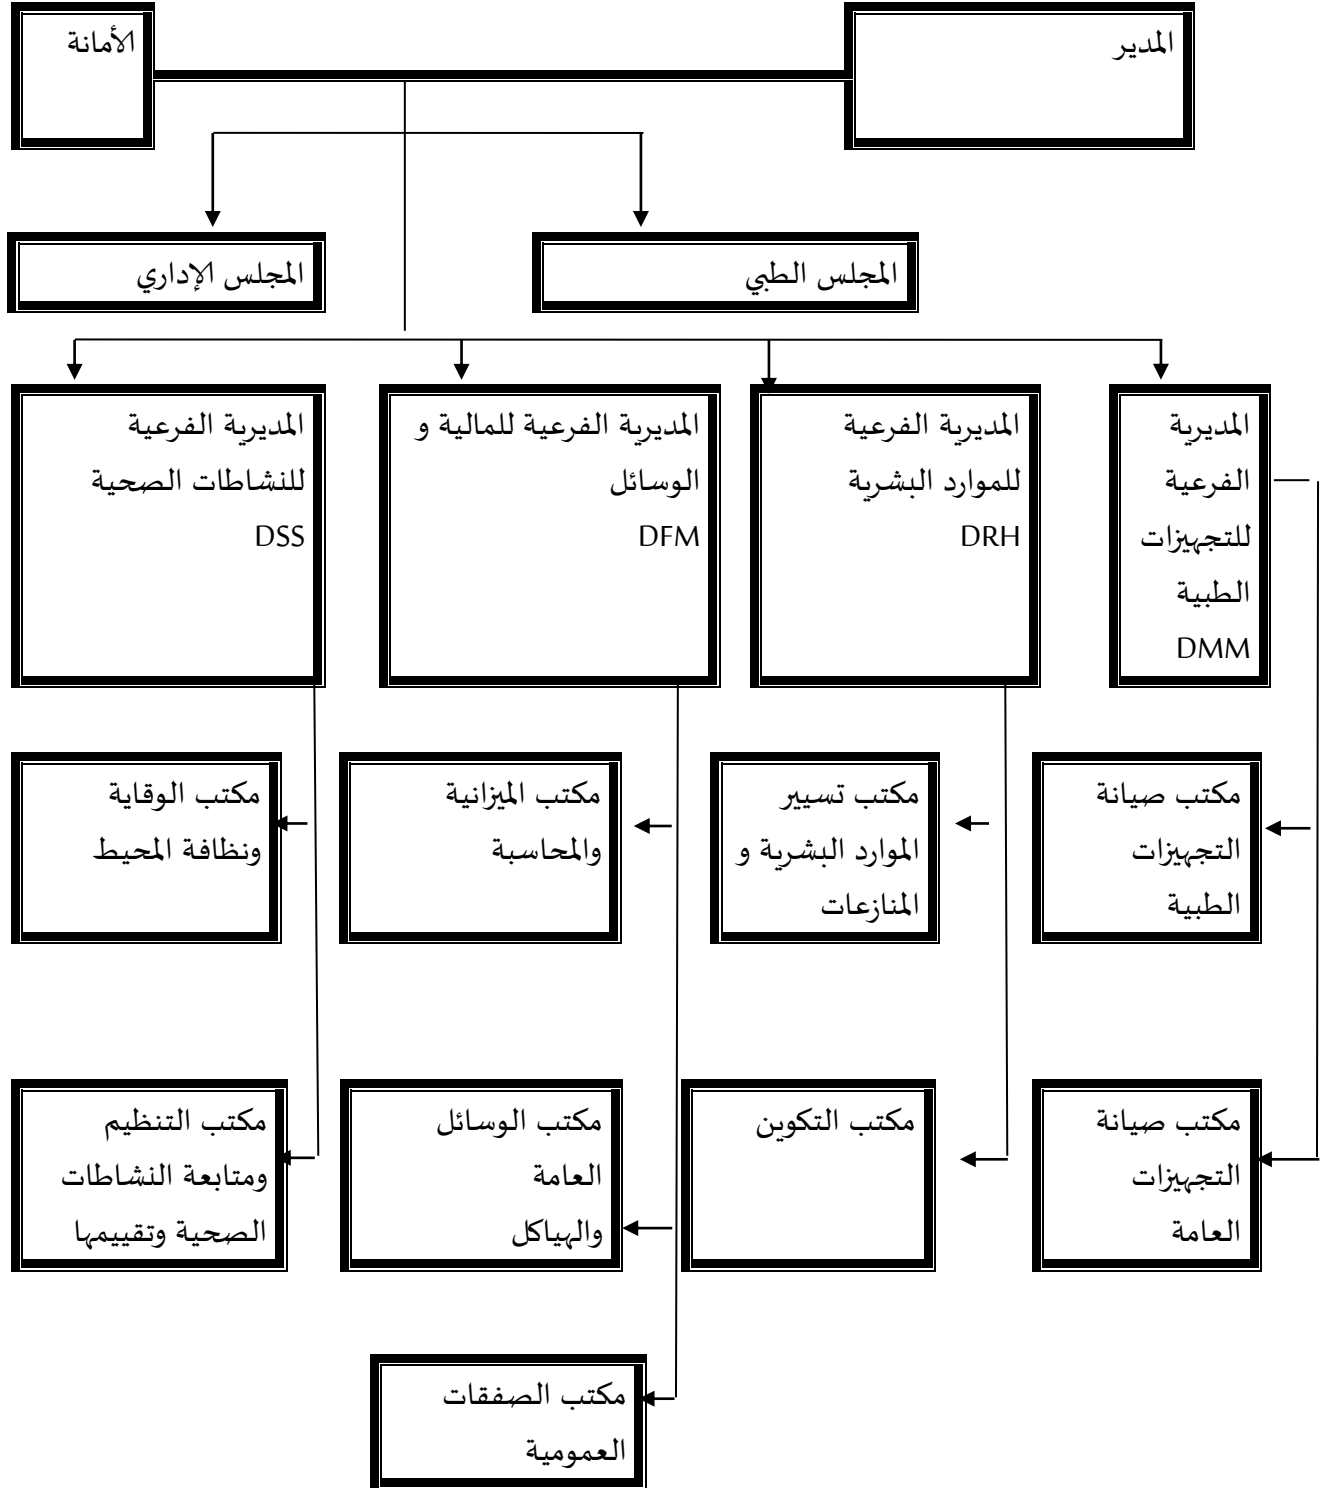 المدير
الأمانة
المجلس الطبي
المجلس الإداري
المديرية
الفرعية
للتجهيزات
الطبية
DMM
المديرية الفرعية
للموارد البشرية
DRH
المديرية الفرعية للمالية و
الوسائل
DFM
المديرية الفرعية
للنشاطات الصحية
DSS
مكتب صيانة
التجهيزات
الطبية
مكتب تسيير
الموارد البشرية و
المنازعات
مكتب الميزانية
والمحاسبة
مكتب الوقاية
ونظافة المحيط
مكتب صيانة
التجهيزات
العامة
مكتب التكوين
مكتب الوسائل
العامة
والهياكل
مكتب التنظيم
ومتابعة النشاطات
الصحية وتقييمها
مكتب الصفقات
العمومية